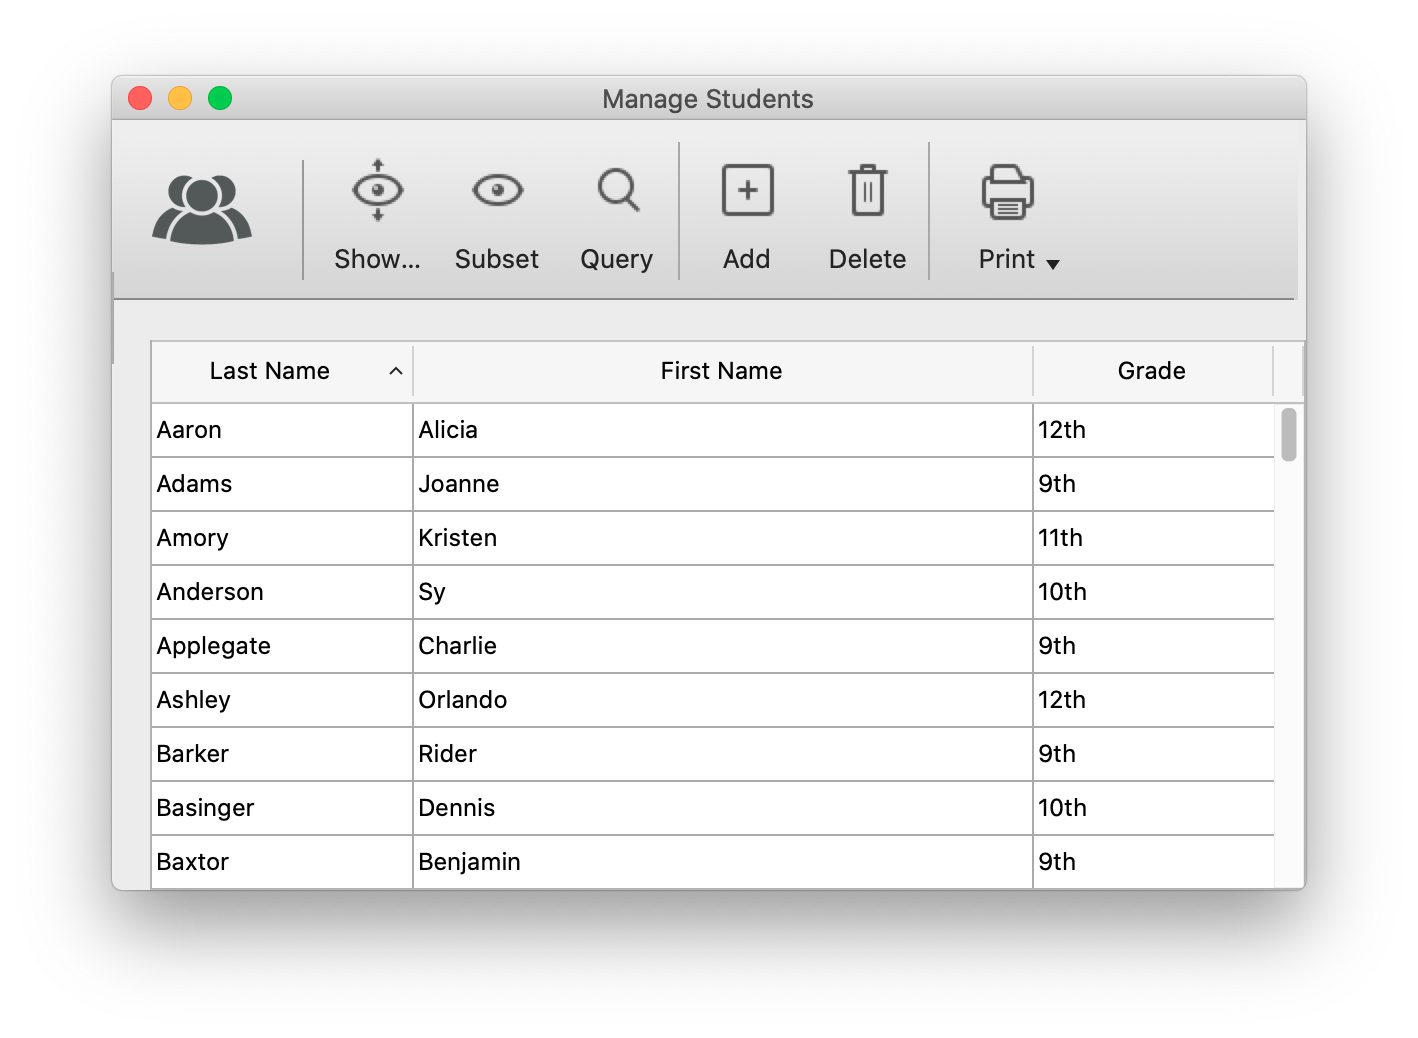 Manage Students
Show... Subset Query Add Delete Print
Last Name First Name Grade
Aaron Alicia 12th
Adams Joanne 9th
Amory Kristen 11th
Anderson Sy 10th
Applegate Charlie 9th
Ashley Orlando 12th
Barker Rider 9th
Basinger Dennis 10th
Baxtor Benjamin 9th